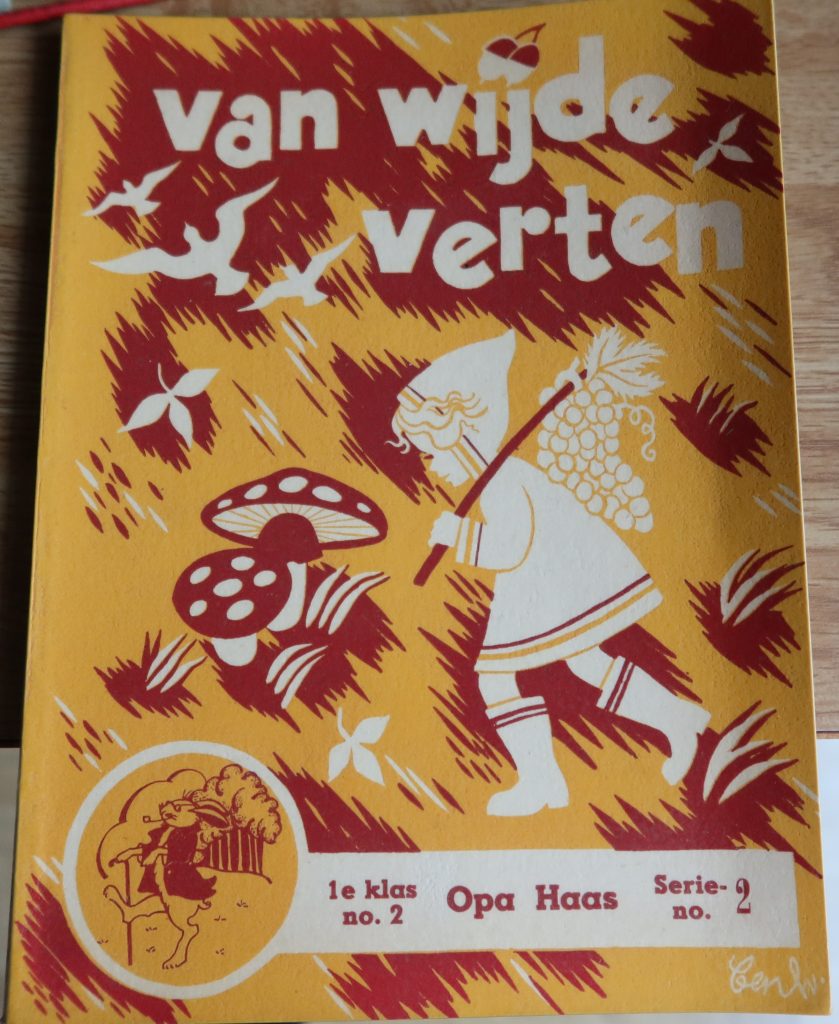 van wijde
verten
1e klas
no. 2
Opa Haas
Serie-
no. 2